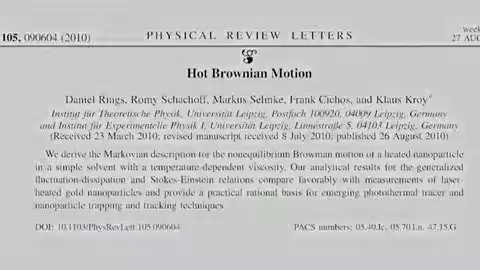 105, 090604 (2010)
PHYSICAL REVIEW LETTERS
week
27 AUG
Hot Brownian Motion
Daniel Rings, Romy Schachoff, Markus Selmke, Frank Cichos, and Klaus Kroy*
Institut für Theoretische Physik, Universität Leipzig, Postfach 100920, 04009 Leipzig, Germany
and Institut für Experimentelle Physik I, Universität Leipzig, Linnéstraße 5, 04103 Leipzig, Germany
(Received 23 March 2010; revised manuscript received 8 July 2010; published 26 August 2010)
We derive the Markovian description for the nonequilibrium Brownian motion of a heated nanoparticle
in a simple solvent with a temperature-dependent viscosity. Our analytical results for the generalized
fluctuation-dissipation and Stokes-Einstein relations compare favorably with measurements of laser-
heated gold nanoparticles and provide a practical rational basis for emerging photothermal tracer and
nanoparticle trapping and tracking techniques.
DOI: 10.1103/PhysRevLett.105.090604
PACS numbers: 05.40.Jc, 05.70.Ln, 47.15.G